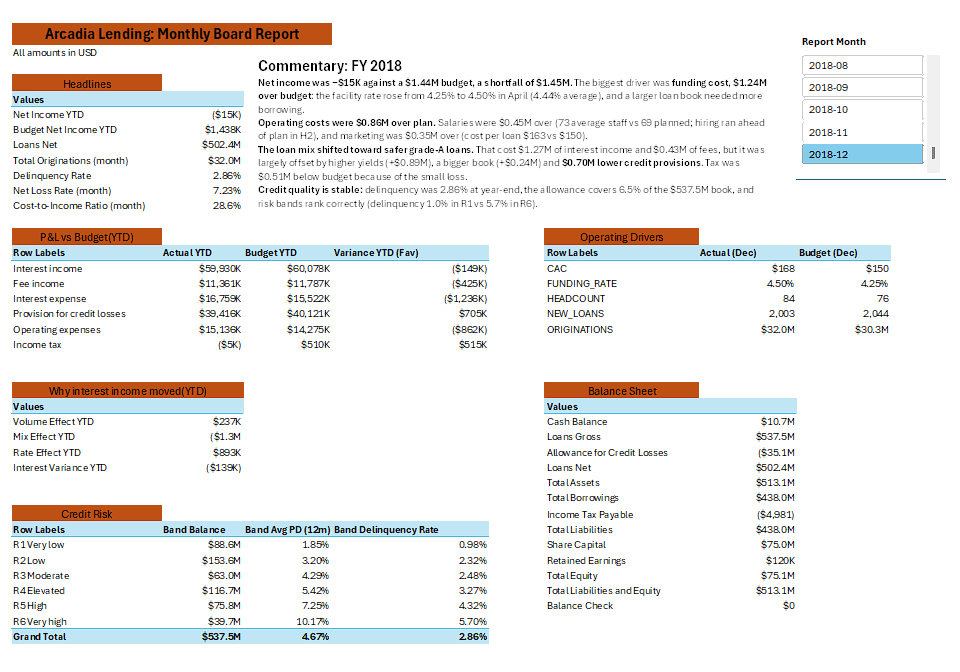 Arcadia Lending: Monthly Board Report
All amounts in USD
Report Month
2018-08
2018-09
2018-10
2018-11
2018-12
Headlines
Values
Net Income YTD ($15K)
Budget Net Income YTD $1,438K
Loans Net $502.4M
Total Originations (month) $32.0M
Delinquency Rate 2.86%
Net Loss Rate (month) 7.23%
Cost-to-Income Ratio (month) 28.6%
Commentary: FY 2018
Net income was −$15K against a $1.44M budget, a shortfall of $1.45M. The biggest driver was funding cost, $1.24M
over budget: the facility rate rose from 4.25% to 4.50% in April (4.44% average), and a larger loan book needed more
borrowing.
Operating costs were $0.86M over plan. Salaries were $0.45M over (73 average staff vs 69 planned; hiring ran ahead
of plan in H2), and marketing was $0.35M over (cost per loan $163 vs $150).
The loan mix shifted toward safer grade-A loans. That cost $1.27M of interest income and $0.43M of fees, but it was
largely offset by higher yields (+$0.89M), a bigger book (+$0.24M) and $0.70M lower credit provisions. Tax was
$0.51M below budget because of the small loss.
Credit quality is stable: delinquency was 2.86% at year-end, the allowance covers 6.5% of the $537.5M book, and
risk bands rank correctly (delinquency 1.0% in R1 vs 5.7% in R6).
P&L vs Budget(YTD)
Row Labels Actual YTD Budget YTD Variance YTD (Fav)
Interest income $59,930K $60,078K ($149K)
Fee income $11,361K $11,787K ($425K)
Interest expense $16,759K $15,522K ($1,236K)
Provision for credit losses $39,416K $40,121K $705K
Operating expenses $15,136K $14,275K ($862K)
Income tax ($5K) $510K $515K
Operating Drivers
Row Labels Actual (Dec) Budget (Dec)
CAC $168 $150
FUNDING_RATE 4.50% 4.25%
HEADCOUNT 84 76
NEW_LOANS 2,003 2,044
ORIGINATIONS $32.0M $30.3M
Why interest income moved(YTD)
Values
Volume Effect YTD $237K
Mix Effect YTD ($1.3M
Rate Effect YTD $893K
Interest Variance YTD ($139K)
Balance Sheet
Values
Cash Balance $10.7M
Loans Gross $537.5M
Allowance for Credit Losses ($35.1M
Loans Net $502.4M
Total Assets $513.1M
Total Borrowings $438.0M
Income Tax Payable ($4,981)
Total Liabilities $438.0M
Share Capital $75.0M
Retained Earnings $120K
Total Equity $75.1M
Total Liabilities and Equity $513.1M
Balance Check $0
Credit Risk
Row Labels Band Balance Band Avg PD (12m) Band Delinquency Rate
R1 Very low $88.6M 1.85% 0.98%
R2 Low $153.6M 3.20% 2.32%
R3 Moderate $63.0M 4.29% 2.48%
R4 Elevated $116.7M 5.42% 3.27%
R5 High $75.8M 7.25% 4.32%
R6 Very high $39.7M 10.17% 5.70%
Grand Total $537.5M 4.67% 2.86%